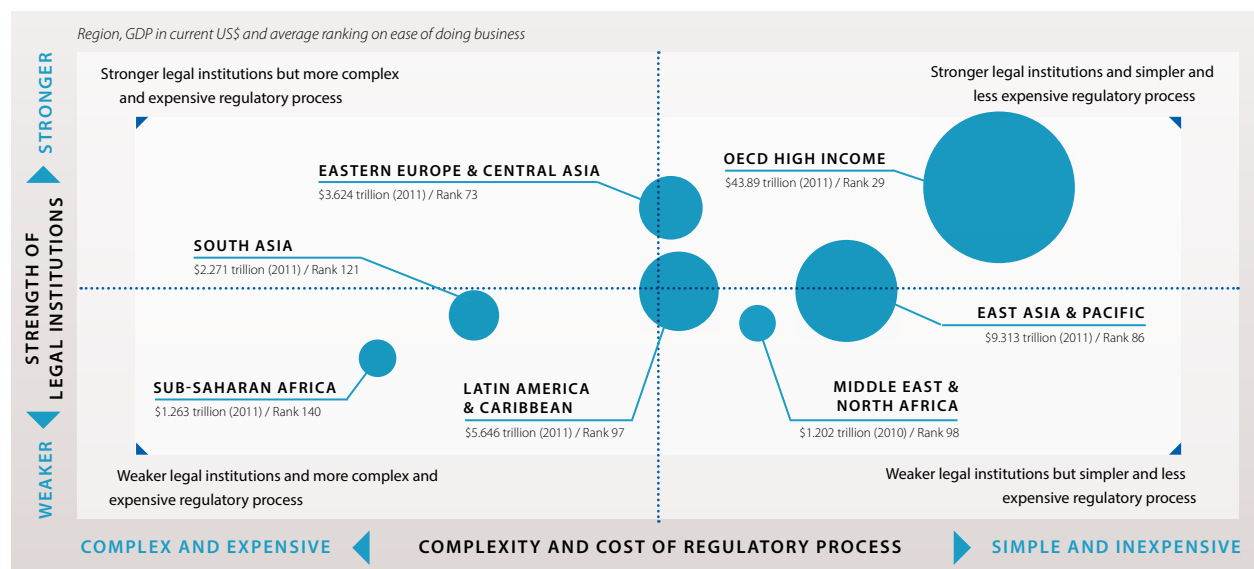 Region, GDP in current US$ and average ranking on ease of doing business
Stronger legal institutions but more complex
and expensive regulatory process
Stronger legal institutions and simpler and
less expensive regulatory process
STRONGER
STRENGTH OF
LEGAL INSTITUTIONS
WEAKER
EASTERN EUROPE & CENTRAL ASIA
$3.624 trillion (2011) / Rank 73
OECD HIGH INCOME
$43.89 trillion (2011) / Rank 29
SOUTH ASIA
$2.271 trillion (2011) / Rank 121
EAST ASIA & PACIFIC
$9.313 trillion (2011) / Rank 86
SUB-SAHARAN AFRICA
$1.263 trillion (2011) / Rank 140
LATIN AMERICA
& CARIBBEAN
$5.646 trillion (2011) / Rank 97
MIDDLE EAST &
NORTH AFRICA
$1.202 trillion (2010) / Rank 98
Weaker legal institutions and more complex and
expensive regulatory process
Weaker legal institutions but simpler and less
expensive regulatory process
COMPLEX AND EXPENSIVE
COMPLEXITY AND COST OF REGULATORY PROCESS
SIMPLE AND INEXPENSIVE